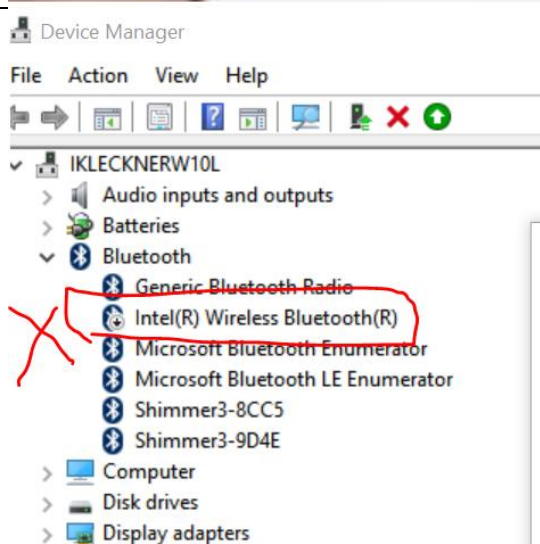 Device Manager
File Action View Help
IKLECKNERW10L
Audio inputs and outputs
Batteries
Bluetooth
Generic Bluetooth Radio
Intel(R) Wireless Bluetooth(R)
Microsoft Bluetooth Enumerator
Microsoft Bluetooth LE Enumerator
Shimmer3-8CC5
Shimmer3-9D4E
Computer
Disk drives
Display adapters